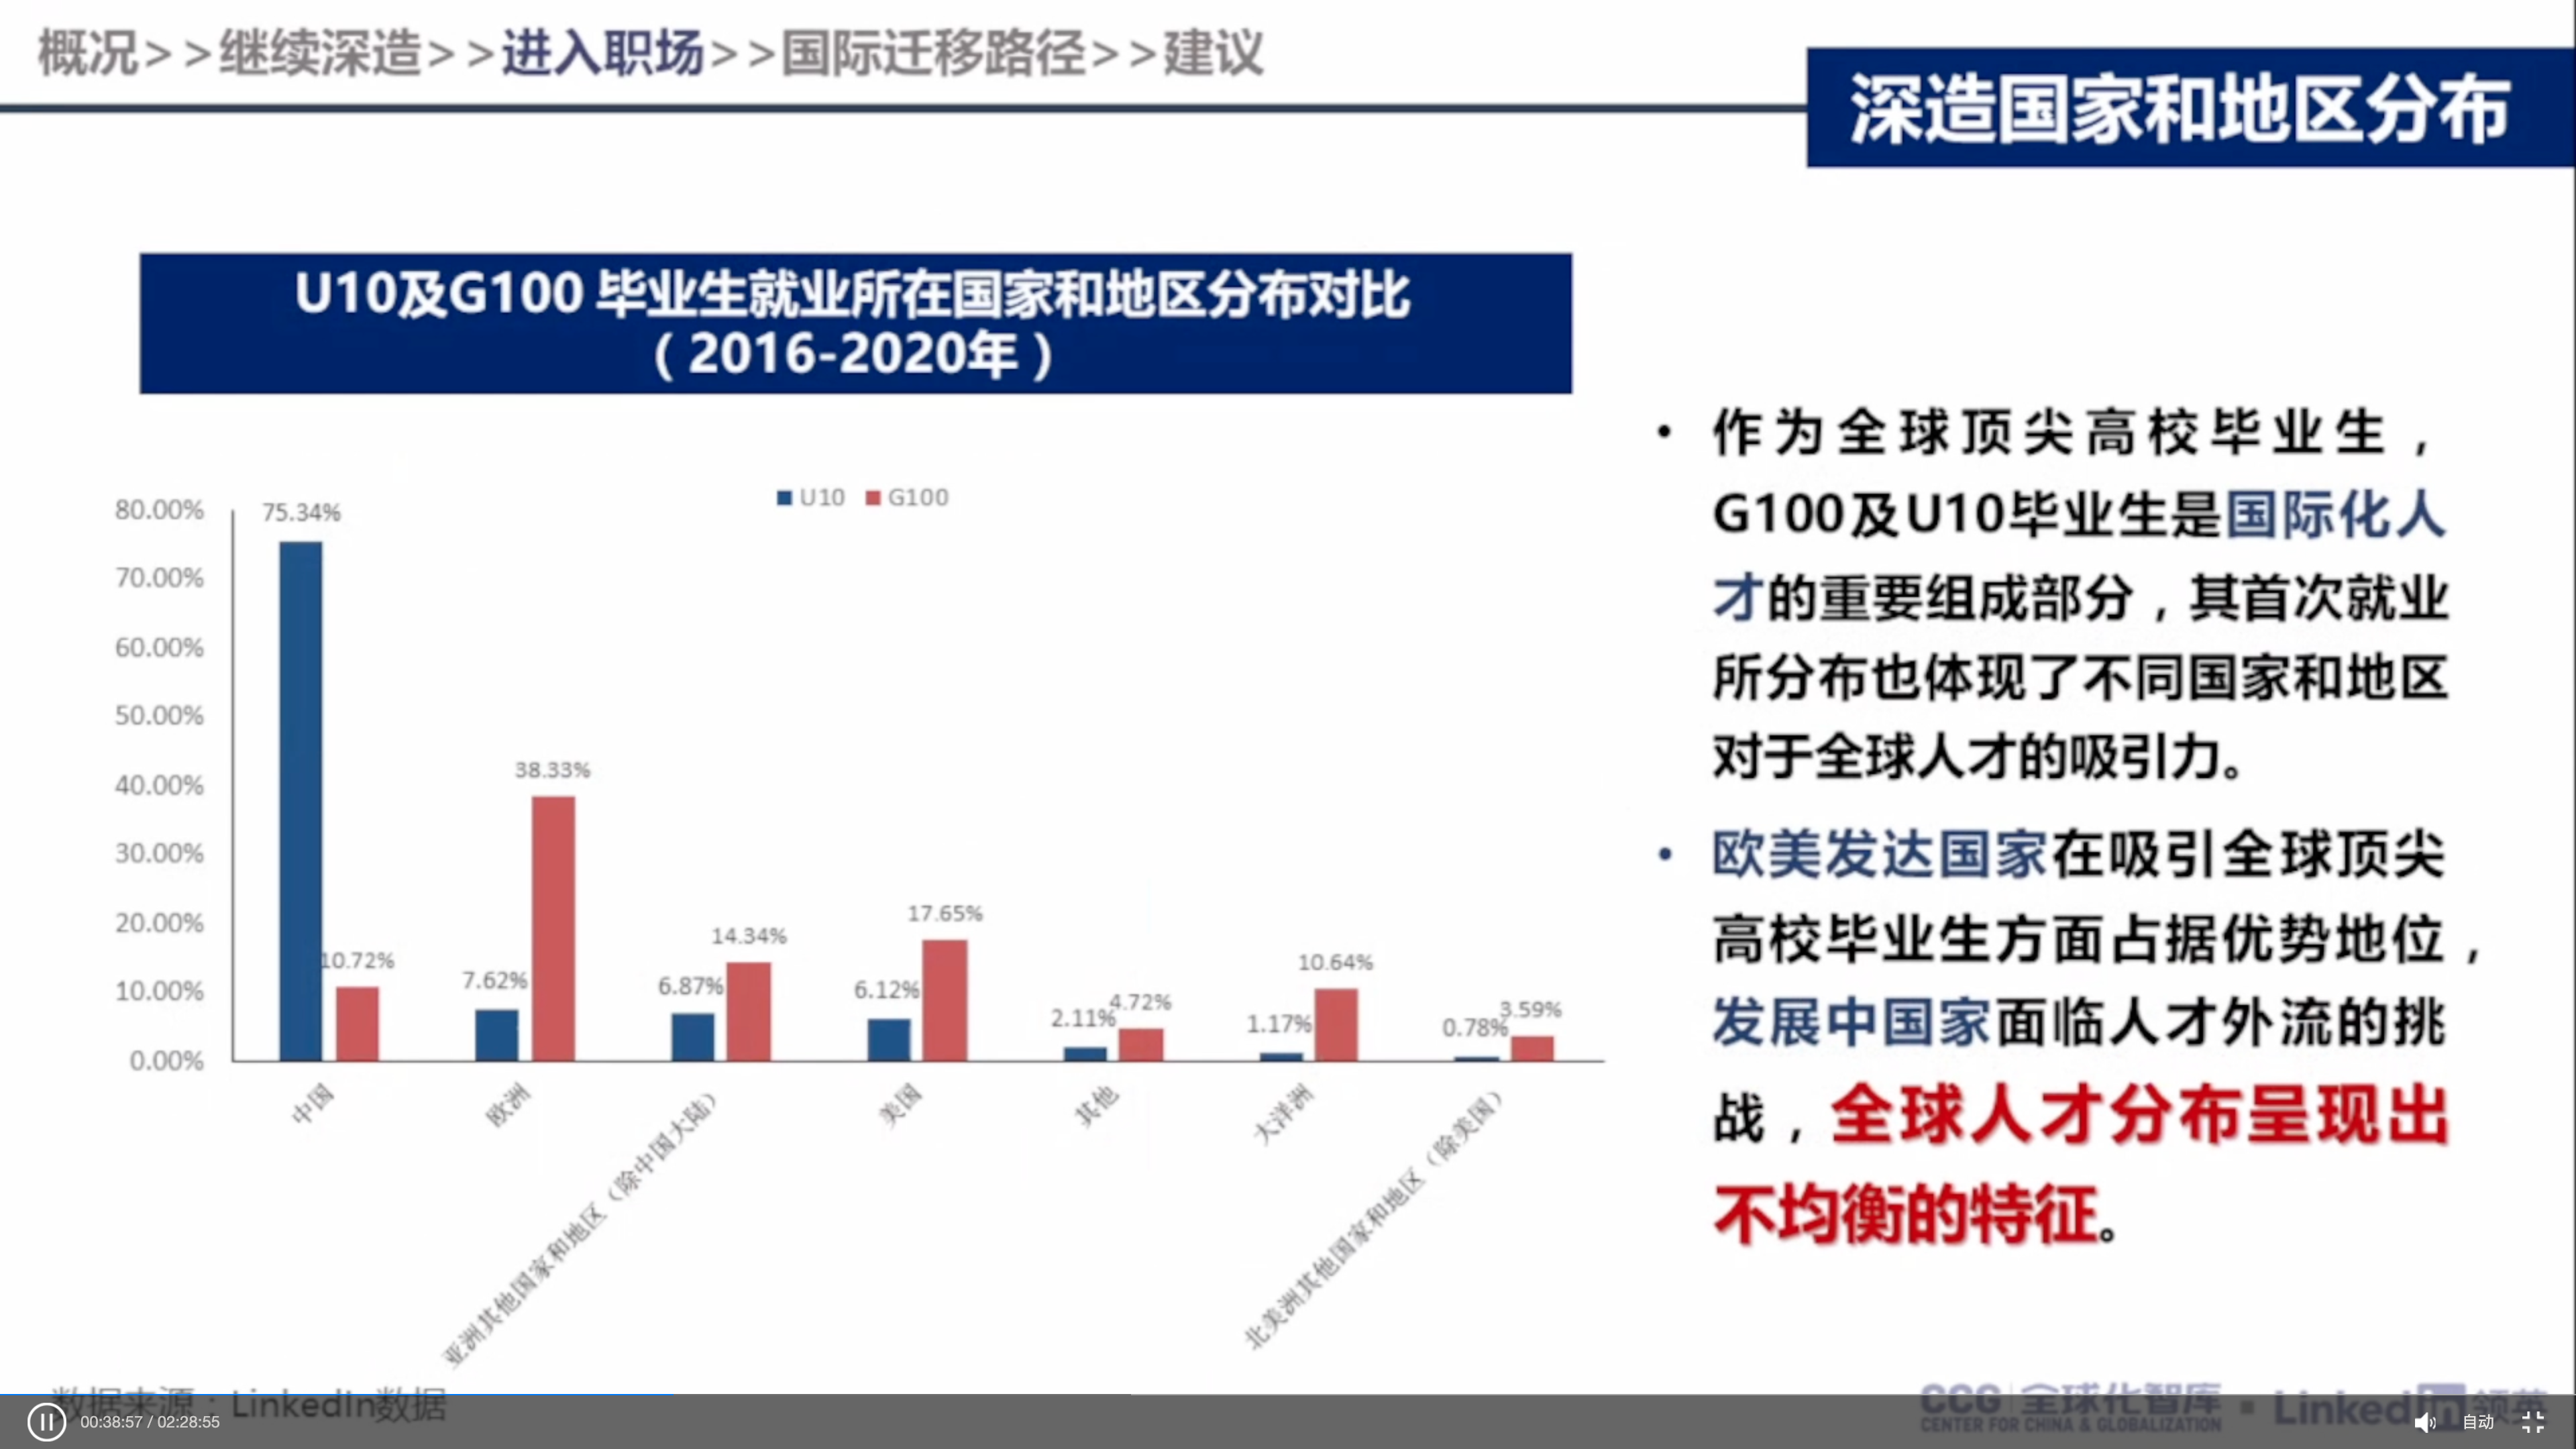 概况>>继续深造>>进入职场>>国际迁移路径>>建议
深造国家和地区分布
U10及G100 毕业生就业所在国家和地区分布对比
（2016-2020年）
U10 G100
80.00%
70.00%
60.00%
50.00%
40.00%
30.00%
20.00%
10.00%
0.00%
75.34%
10.72%
7.62%
38.33%
6.87%
14.34%
6.12%
17.65%
2.11%
4.72%
1.17%
10.64%
0.78%
3.59%
中国
欧洲
亚洲其他国家和地区（除中国大陆）
美国
其他
大洋洲
北美洲其他国家和地区（除美国）
• 作为全球顶尖高校毕业生，
G100及U10毕业生是国际化人
才的重要组成部分，其首次就业
所分布也体现了不同国家和地区
对于全球人才的吸引力。
• 欧美发达国家在吸引全球顶尖
高校毕业生方面占据优势地位，
发展中国家面临人才外流的挑
战，全球人才分布呈现出
不均衡的特征。
数据来源：LinkedIn数据
CCG 全球化智库
CENTER FOR CHINA & GLOBALIZATION
LinkedIn 领英
00:38:57 / 02:28:55
自动